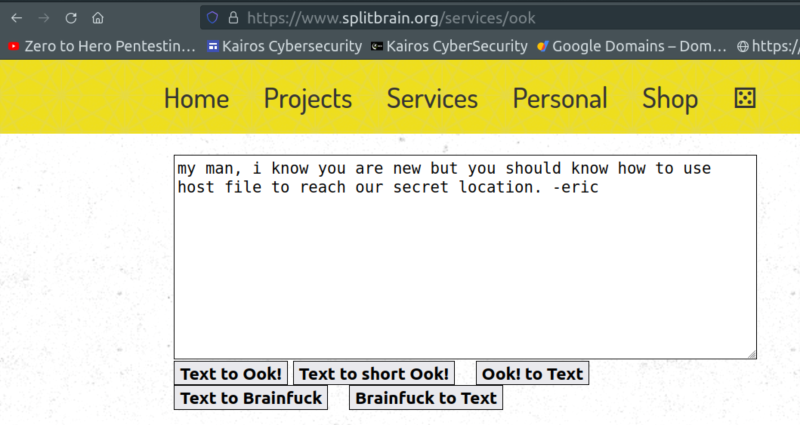 https://www.splitbrain.org/services/ook
Zero to Hero Pentestin... Kairos Cybersecurity Kairos CyberSecurity Google Domains – Dom... https://
Home Projects Services Personal Shop
my man, i know you are new but you should know how to use
host file to reach our secret location. -eric
Text to Ook! Text to short Ook! Ook! to Text
Text to Brainfuck Brainfuck to Text